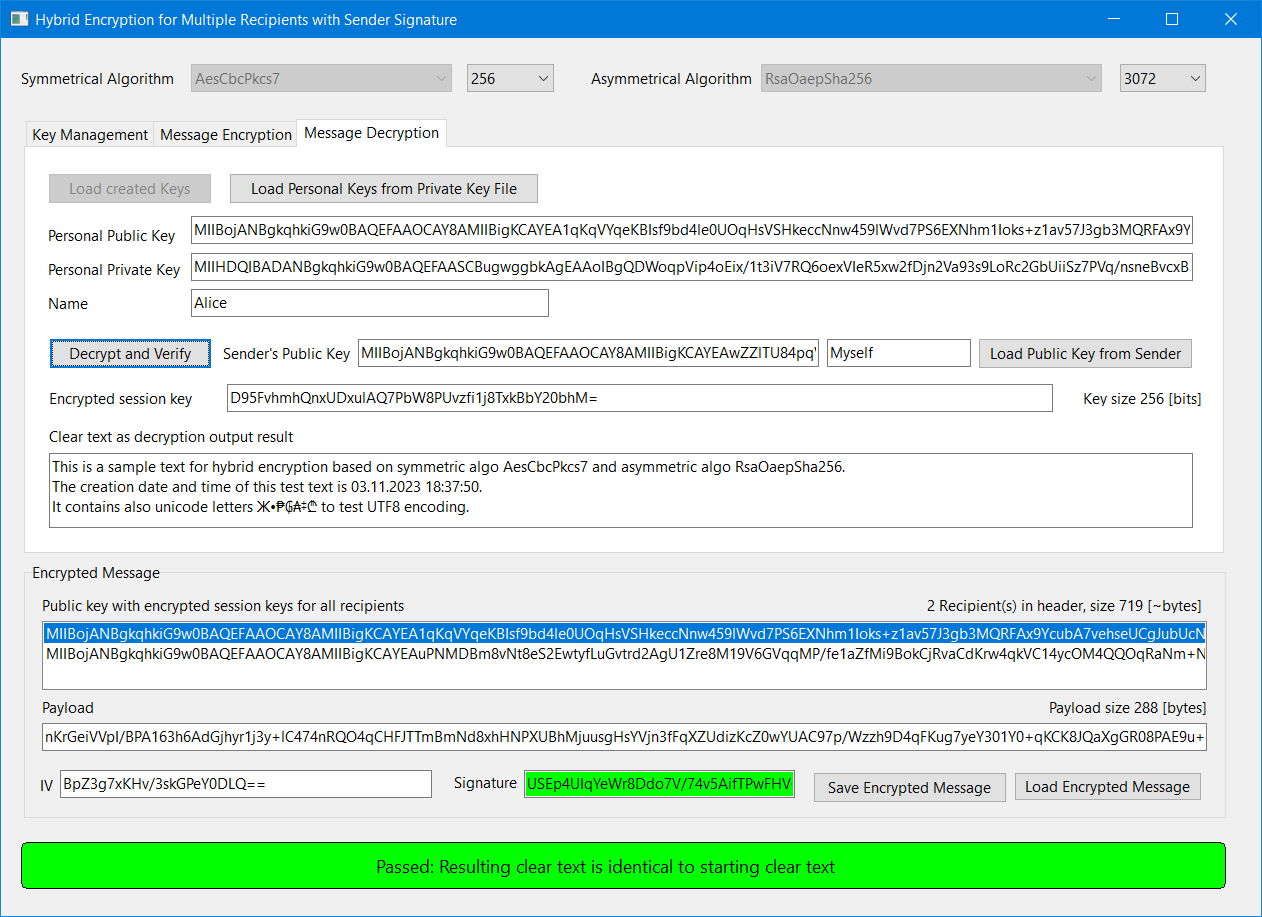 Hybrid Encryption for Multiple Recipients with Sender Signature
Symmetrical Algorithm AesCbcPkcs7 256 Asymmetrical Algorithm RsaOaepSha256 3072
Key Management Message Encryption Message Decryption
Load created Keys Load Personal Keys from Private Key File
Personal Public Key MIIBojANBgkqhkiG9w0BAQEFAAOCAY8AMIIBigKCAYEA1qKqVYqeKBIsf9bd4Ie0UOqHsVSHkeccNnw459IWvd7PS6EXNhm1Ioks+z1av57J3gb3MQRFAx9Y
Personal Private Key MIIHDQIBADANBgkqhkiG9w0BAQEFAASCBugwggbkAgEAAoIBgQDWoqpVip4oEix/1t3iV7RQ6oexVIeR5xw2fDjn2Va93s9LoRc2GbUiiSz7PVq/nsneBvcxB
Name Alice
Decrypt and Verify Sender's Public Key MIIBojANBgkqhkiG9w0BAQEFAAOCAY8AMIIBigKCAYEAwZZITU84pq Myself Load Public Key from Sender
Encrypted session key D95FvhmhQnxUDxuIAQ7PbW8PUvzfi1j8TxkBbY20bhM= Key size 256 [bits]
Clear text as decryption output result
This is a sample text for hybrid encryption based on symmetric algo AesCbcPkcs7 and asymmetric algo RsaOaepSha256.
The creation date and time of this test text is 03.11.2023 18:37:50.
It contains also unicode letters Ж•₱₲₳‡₾ to test UTF8 encoding.
Encrypted Message
Public key with encrypted session keys for all recipients 2 Recipient(s) in header, size 719 [~bytes]
MIIBojANBgkqhkiG9w0BAQEFAAOCAY8AMIIBigKCAYEA1qKqVYqeKBIsf9bd4Ie0UOqHsVSHkeccNnw459IWvd7PS6EXNhm1Ioks+z1av57J3gb3MQRFAx9YcubA7vehseUCgJubUcN
MIIBojANBgkqhkiG9w0BAQEFAAOCAY8AMIIBigKCAYEAuPNMDBm8vNt8eS2EwtyfLuGvtrd2AgU1Zre8M19V6GVqqMP/fe1aZfMi9BokCjRvaCdKrw4qkVC14ycOM4QQOqRaNm+N
Payload Payload size 288 [bytes]
nKrGeiVVpI/BPA163h6AdGjhyr1j3y+IC474nRQO4qCHFJTTmBmNd8xhHNPXUBhMjuusgHsYVjn3fFqXZUdizKcZ0wYUAC97p/Wzzh9D4qFKug7yeY301Y0+qKCK8JQaXgGR08PAE9u+
IV BpZ3g7xKHv/3skGPeY0DLQ== Signature USEp4UIqYeWr8Ddo7V/74v5AifTPwFHV Save Encrypted Message Load Encrypted Message
Passed: Resulting clear text is identical to starting clear text